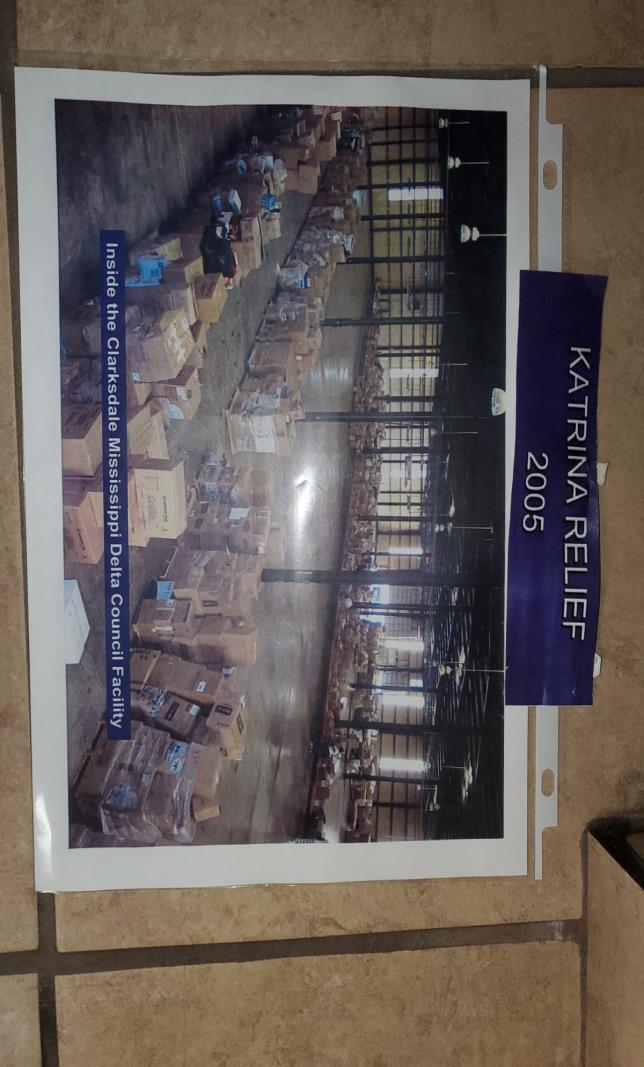 KATRINA RELIEF
2005
Inside the Clarksdale Mississippi Delta Council Facility